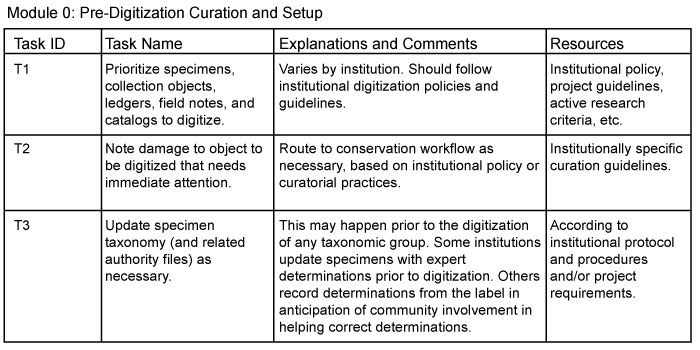 Module 0: Pre-Digitization Curation and Setup
Task ID Task Name Explanations and Comments Resources
T1
Prioritize specimens,
collection objects,
ledgers, field notes, and
catalogs to digitize.
Varies by institution. Should follow
institutional digitization policies and
guidelines.
Institutional policy,
project guidelines,
active research
criteria, etc.
T2
Note damage to object to
be digitized that needs
immediate attention.
Route to conservation workflow as
necessary, based on institutional policy or
curatorial practices.
Institutionally specific
curation guidelines.
T3
Update specimen
taxonomy (and related
authority files) as
necessary.
This may happen prior to the digitization
of any taxonomic group. Some institutions
update specimens with expert
determinations prior to digitization. Others
record determinations from the label in
anticipation of community involvement in
helping correct determinations.
According to
institutional protocol
and procedures
and/or project
requirements.